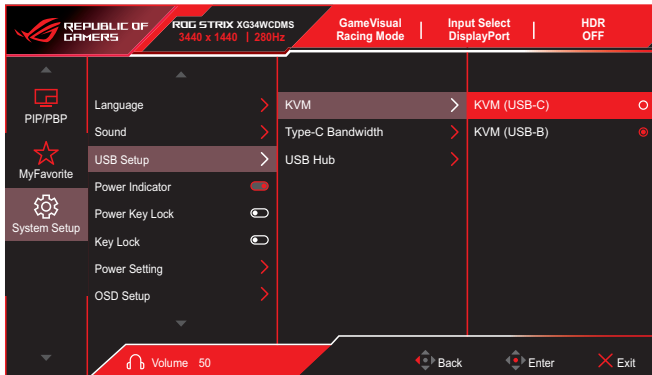 REPUBLIC OF
GAMERS
ROG STRIX XG34WCDMS
3440 x 1440 | 280Hz
GameVisual
Racing Mode
Input Select
DisplayPort
HDR
OFF
PIP/PBP
MyFavorite
System Setup
Language
Sound
USB Setup
Power Indicator
Power Key Lock
Key Lock
Power Setting
OSD Setup
KVM
Type-C Bandwidth
USB Hub
KVM (USB-C)
KVM (USB-B)
Volume 50
Back
Enter
Exit